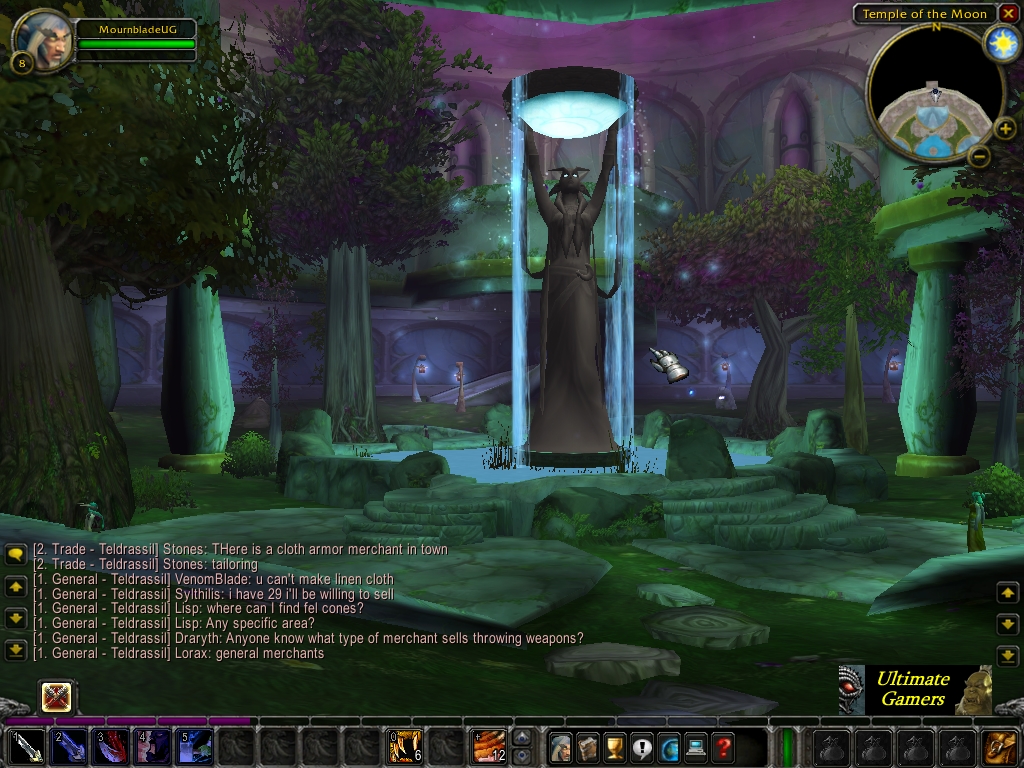 MournbladeUG
8
Temple of the Moon
N
[2. Trade - Teldrassil] Stones: THere is a cloth armor merchant in town
[2. Trade - Teldrassil] Stones: tailoring
[1. General - Teldrassil] VenomBlade: u can't make linen cloth
[1. General - Teldrassil] Sylthilis: i have 29 i'll be willing to sell
[1. General - Teldrassil] Lisp: where can I find fel cones?
[1. General - Teldrassil] Lisp: Any specific area?
[1. General - Teldrassil] Draryth: Anyone know what type of merchant sells throwing weapons?
[1. General - Teldrassil] Lorax: general merchants
Ultimate
Gamers
1 2 3 4 5 0 6 + 12 ! ?